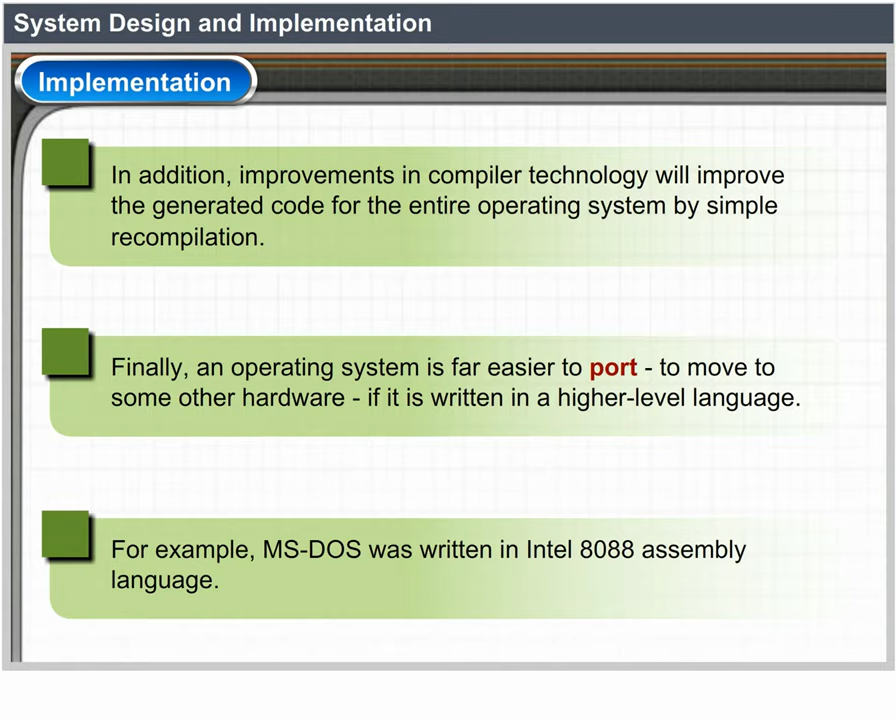 System Design and Implementation
Implementation
In addition, improvements in compiler technology will improve
the generated code for the entire operating system by simple
recompilation.
Finally, an operating system is far easier to port - to move to
some other hardware - if it is written in a higher-level language.
For example, MS-DOS was written in Intel 8088 assembly
language.